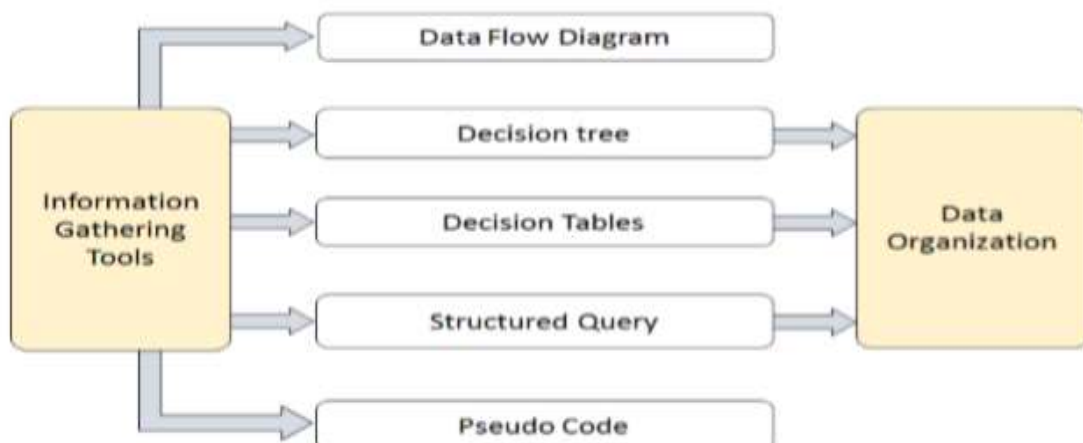 Data Flow Diagram
Decision tree
Information
Gathering
Tools
Decision Tables
Data
Organization
Structured Query
Pseudo Code